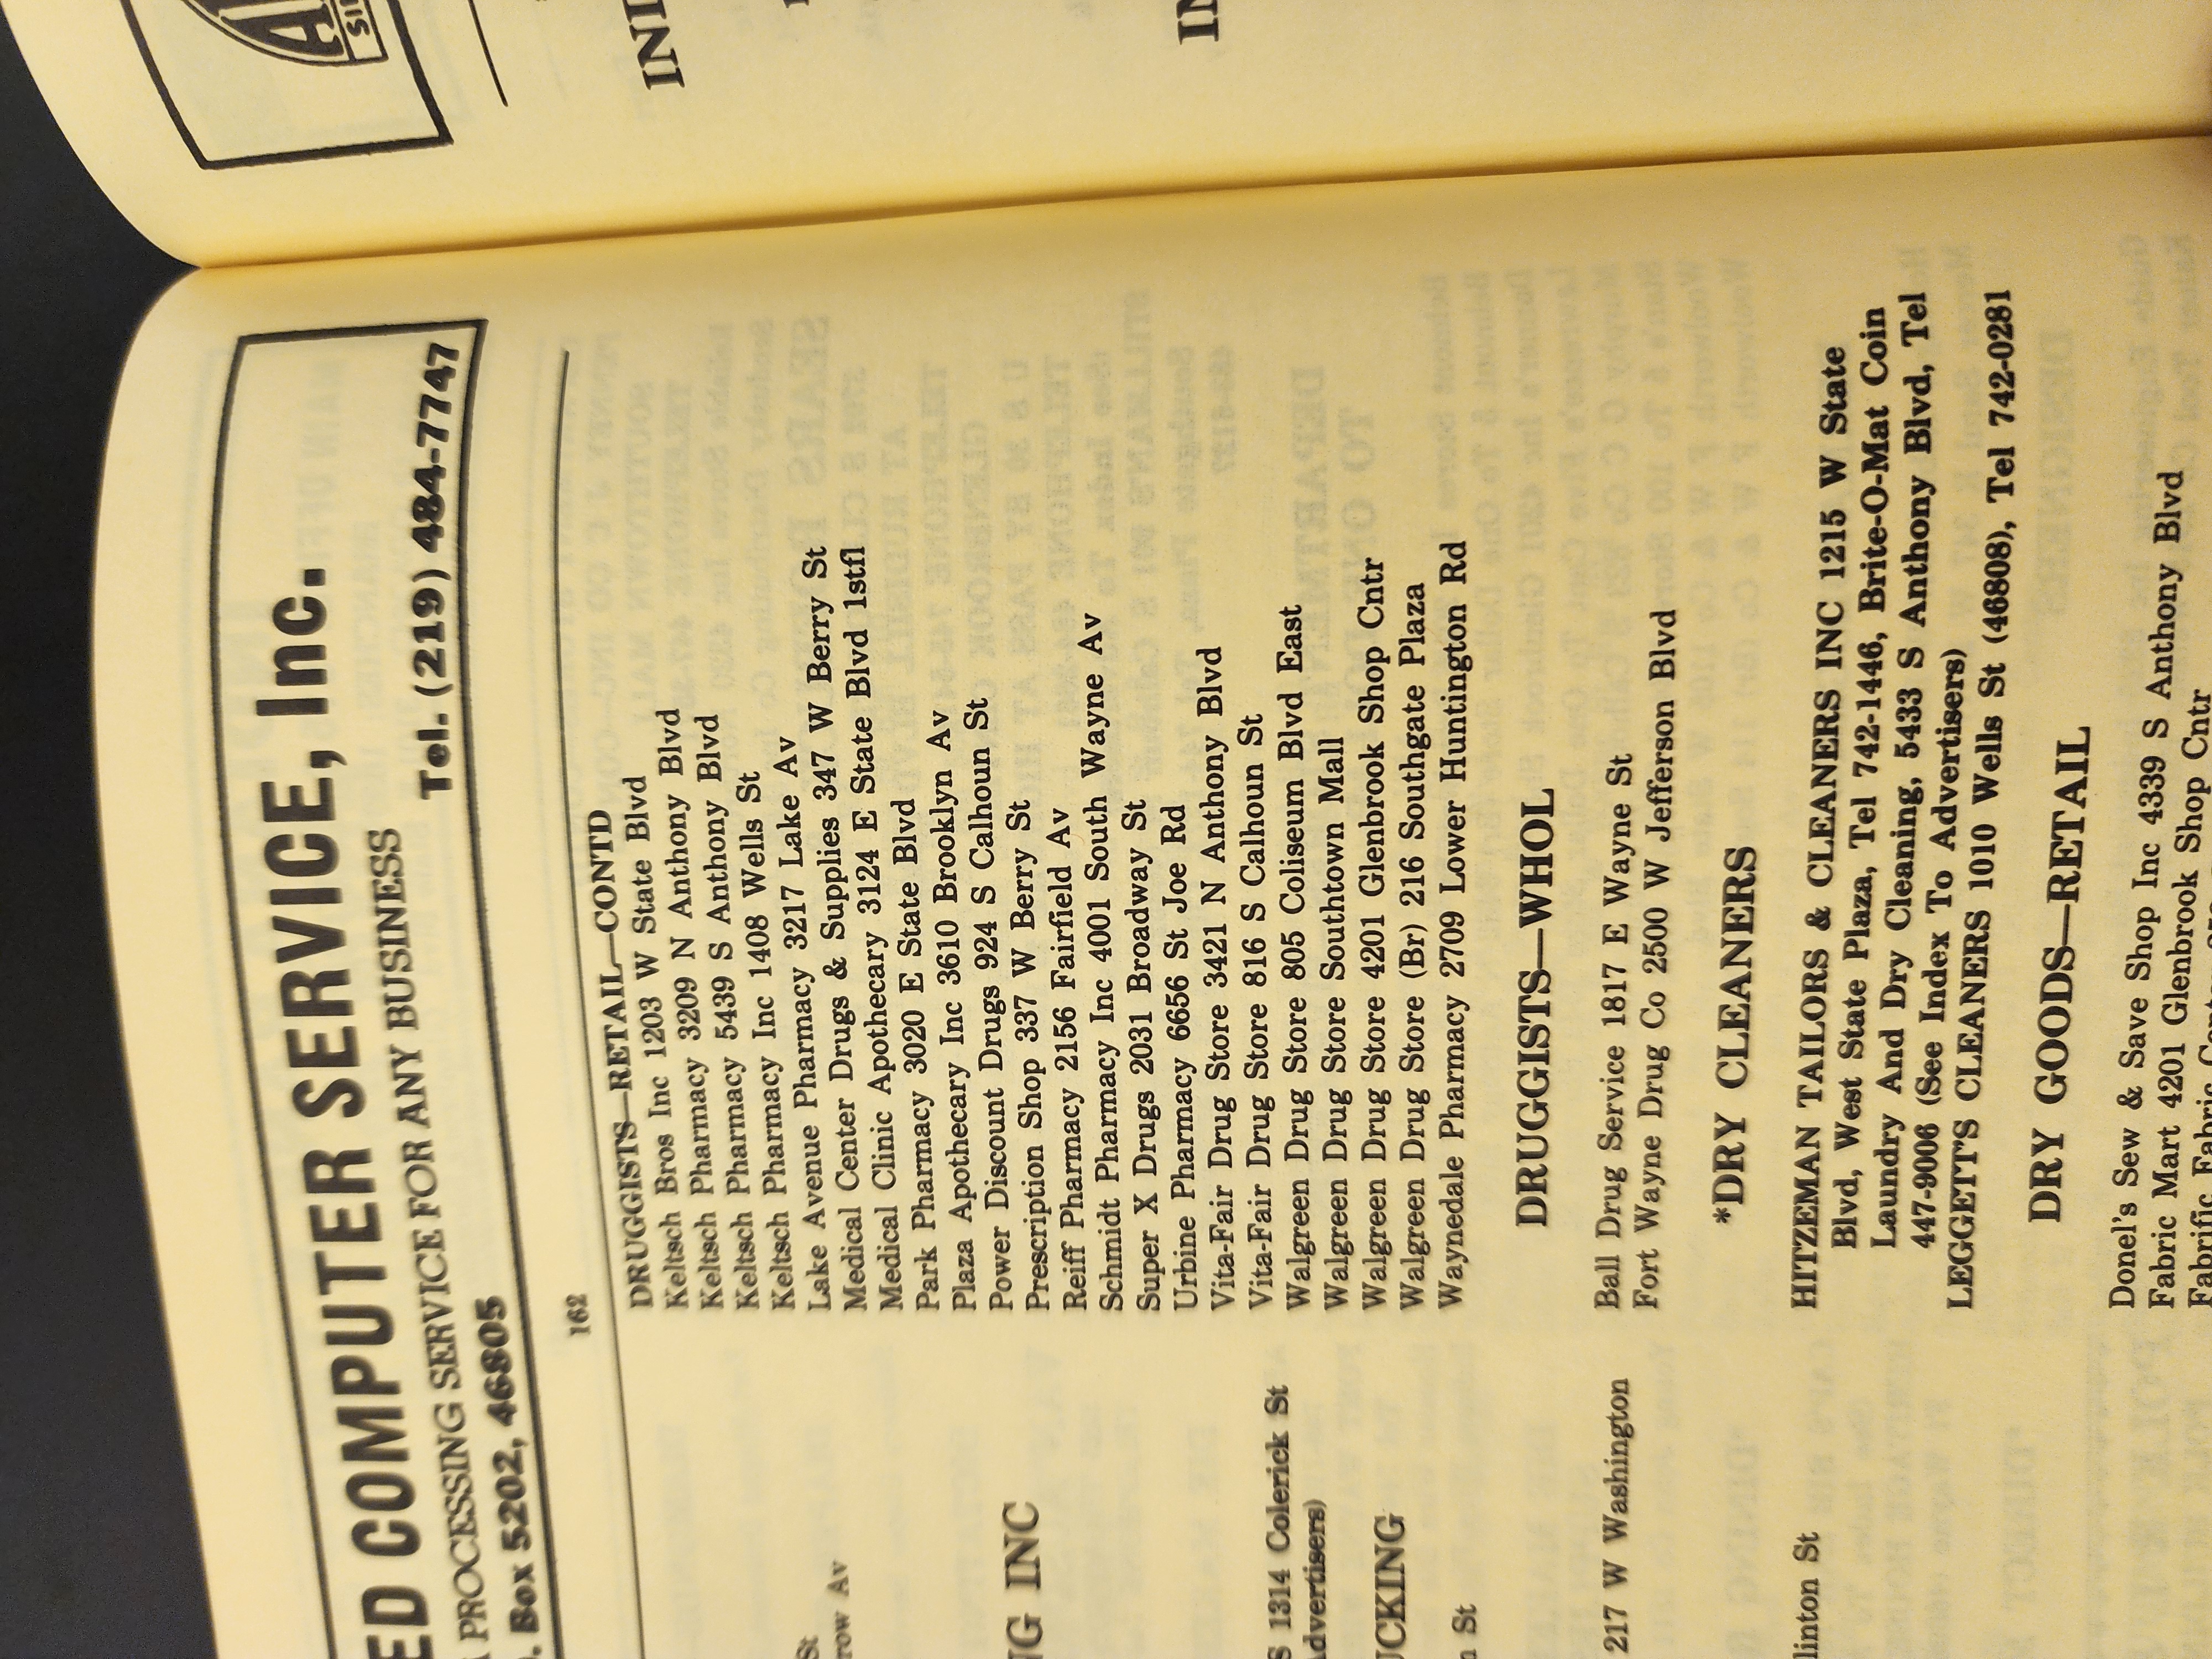 ED COMPUTER SERVICE, Inc.
PROCESSING SERVICE FOR ANY BUSINESS
Box 5202, 46805
Tel. (219) 484-7747
162
St
row Av
NG INC
S 1314 Colerick St
Advertisers)
UCKING
n St
217 W Washington
linton St
DRUGGISTS—RETAIL—CONTD
Keltsch Bros Inc 1203 W State Blvd
Keltsch Pharmacy 3209 N Anthony Blvd
Keltsch Pharmacy 5439 S Anthony Blvd
Keltsch Pharmacy Inc 1408 Wells St
Lake Avenue Pharmacy 3217 Lake Av
Medical Center Drugs & Supplies 347 W Berry St
Medical Clinic Apothecary 3124 E State Blvd 1stfl
Park Pharmacy 3020 E State Blvd
Plaza Apothecary Inc 3610 Brooklyn Av
Power Discount Drugs 924 S Calhoun St
Prescription Shop 337 W Berry St
Reiff Pharmacy 2156 Fairfield Av
Schmidt Pharmacy Inc 4001 South Wayne Av
Super X Drugs 2031 Broadway St
Urbine Pharmacy 6656 St Joe Rd
Vita-Fair Drug Store 3421 N Anthony Blvd
Vita-Fair Drug Store 816 S Calhoun St
Walgreen Drug Store 805 Coliseum Blvd East
Walgreen Drug Store Southtown Mall
Walgreen Drug Store 4201 Glenbrook Shop Cntr
Walgreen Drug Store (Br) 216 Southgate Plaza
Waynedale Pharmacy 2709 Lower Huntington Rd
DRUGGISTS—WHOL
Ball Drug Service 1817 E Wayne St
Fort Wayne Drug Co 2500 W Jefferson Blvd
*DRY CLEANERS
HITZEMAN TAILORS & CLEANERS INC 1215 W State
Blvd, West State Plaza, Tel 742-1446, Brite-O-Mat Coin
Laundry And Dry Cleaning, 5433 S Anthony Blvd, Tel
447-9006 (See Index To Advertisers)
LEGGETT'S CLEANERS 1010 Wells St (46808), Tel 742-0281
DRY GOODS—RETAIL
Donel's Sew & Save Shop Inc 4339 S Anthony Blvd
Fabric Mart 4201 Glenbrook Shop Cntr